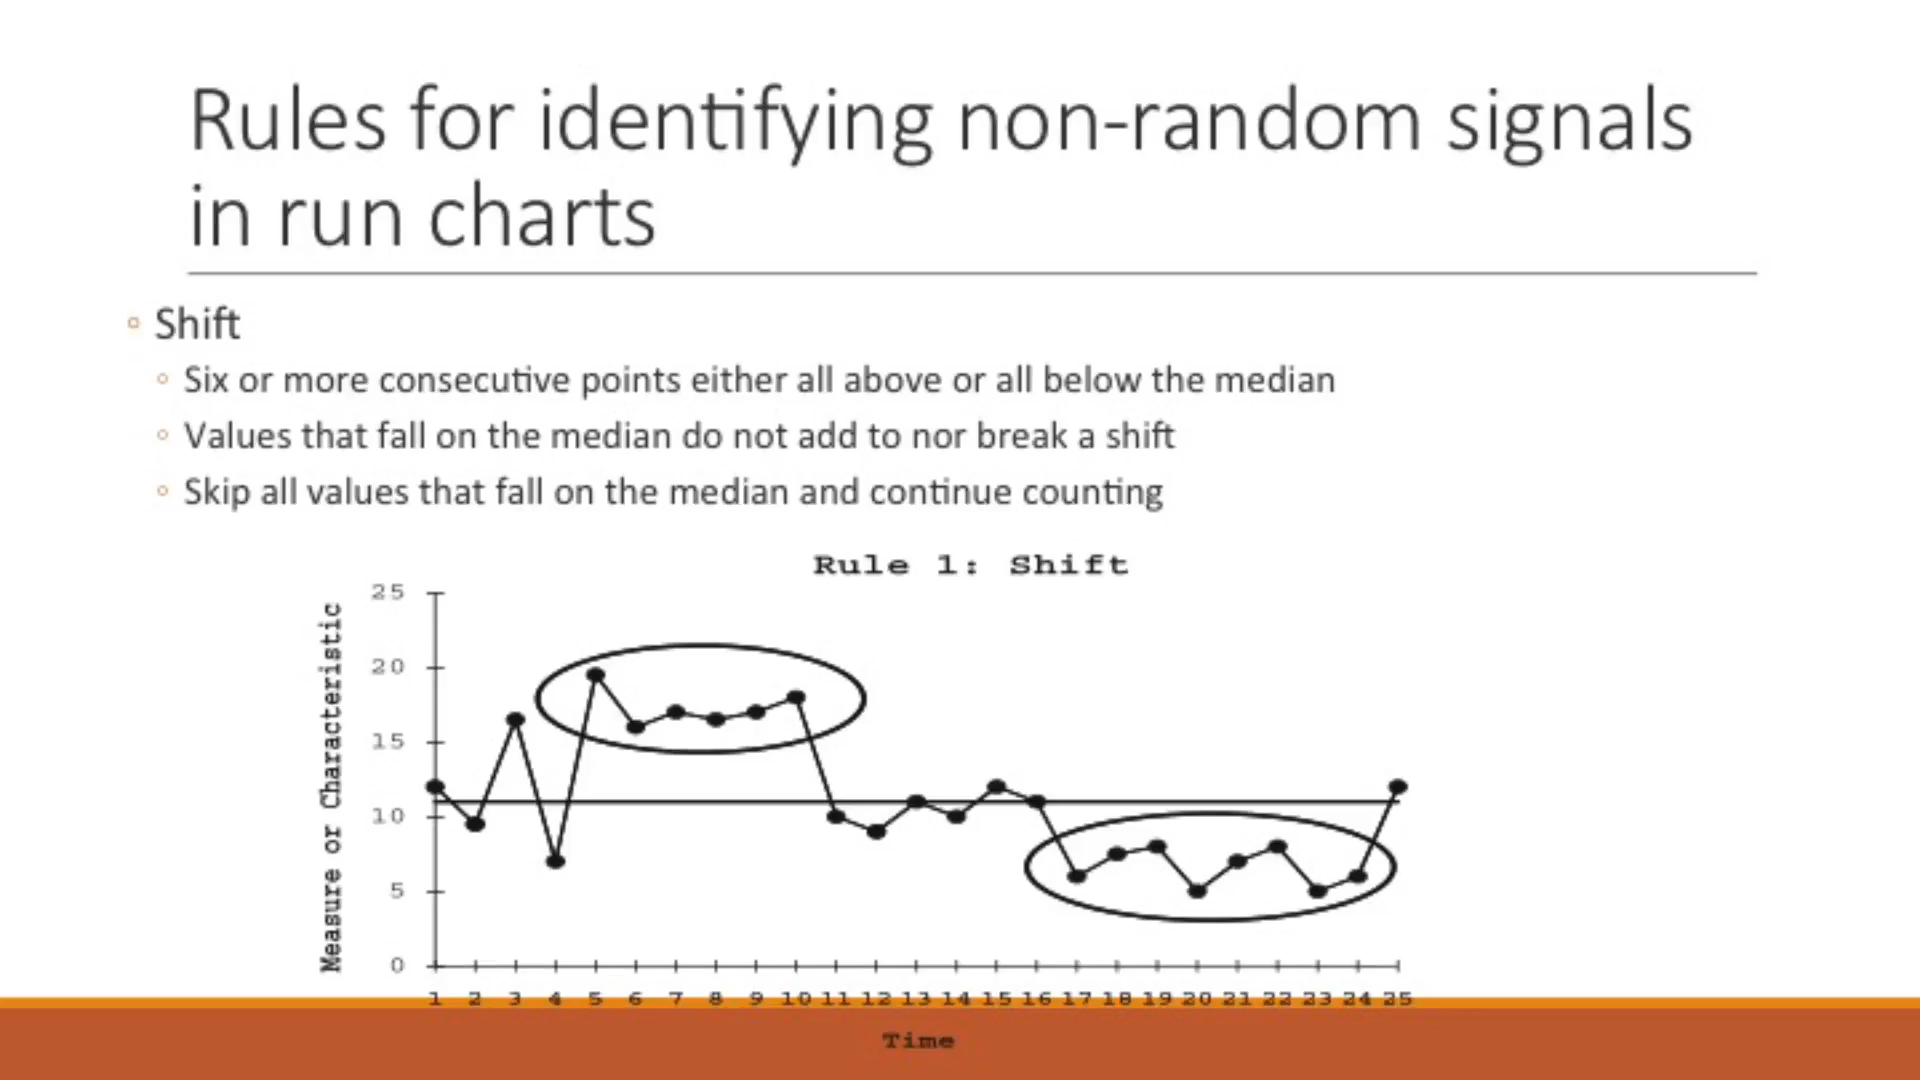 Rules for identifying non-random signals
in run charts
◦ Shift
◦ Six or more consecutive points either all above or all below the median
◦ Values that fall on the median do not add to nor break a shift
◦ Skip all values that fall on the median and continue counting
Rule 1: Shift
Measure or Characteristic
25
20
15
10
5
0
1 2 3 4 5 6 7 8 9 10 11 12 13 14 15 16 17 18 19 20 21 22 23 24 25
Time